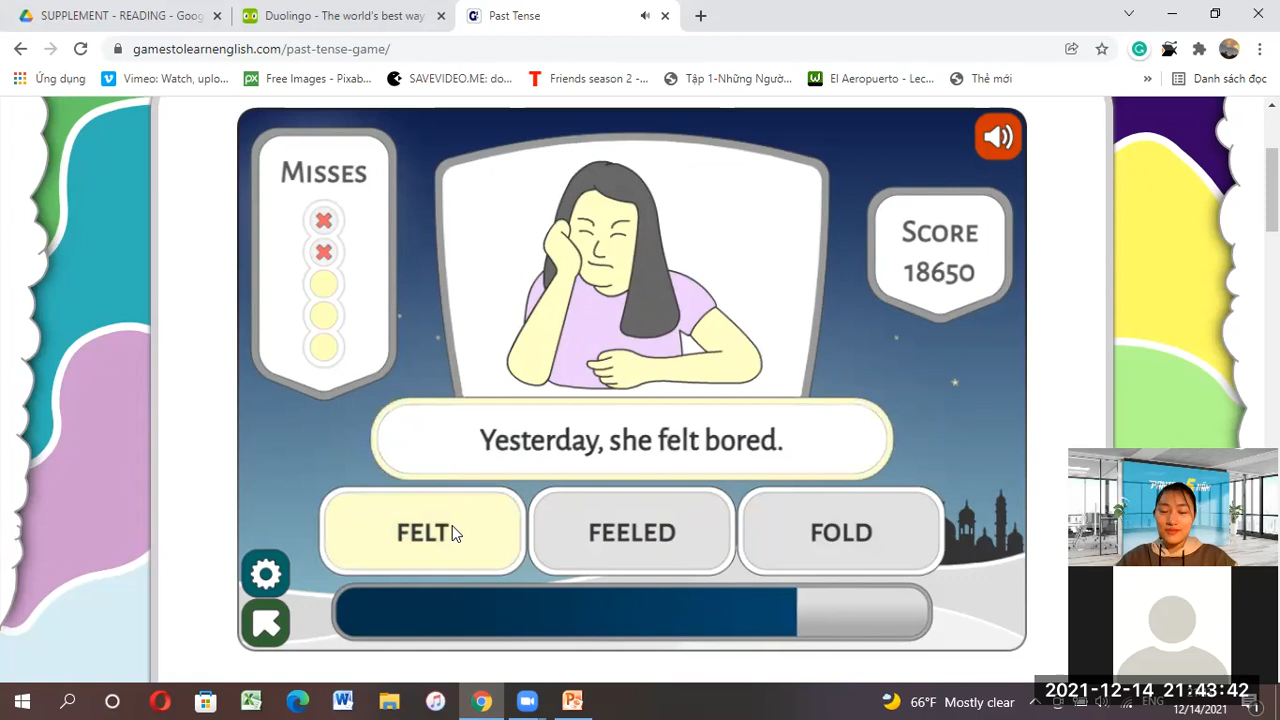 SUPPLEMENT - READING - Goog
Duolingo - The world's best way
Past Tense
gamestolearnenglish.com/past-tense-game/
Ứng dụng
Vimeo: Watch, uplo...
Free Images - Pixab...
SAVEVIDEO.ME: do...
Friends season 2 -...
Tập 1-Những Ngườ...
El Aeropuerto - Lec...
Thẻ mới
»
Danh sách đọc
MISSES
SCORE
18650
Yesterday, she felt bored.
FELT
FEELED
FOLD
66°F Mostly clear
ENG
2021-12-14 21:43:42
12/14/2021